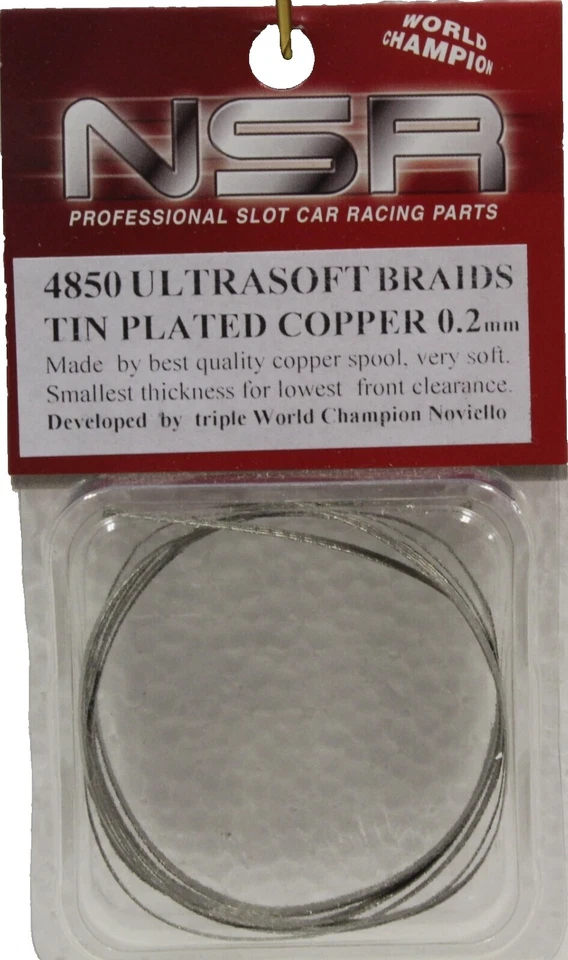 WORLD
CHAMPION
NSR
PROFESSIONAL SLOT CAR RACING PARTS
4850 ULTRASOFT BRAIDS
TIN PLATED COPPER 0.2mm
Made by best quality copper spool, very soft.
Smallest thickness for lowest front clearance.
Developed by triple World Champion Noviello